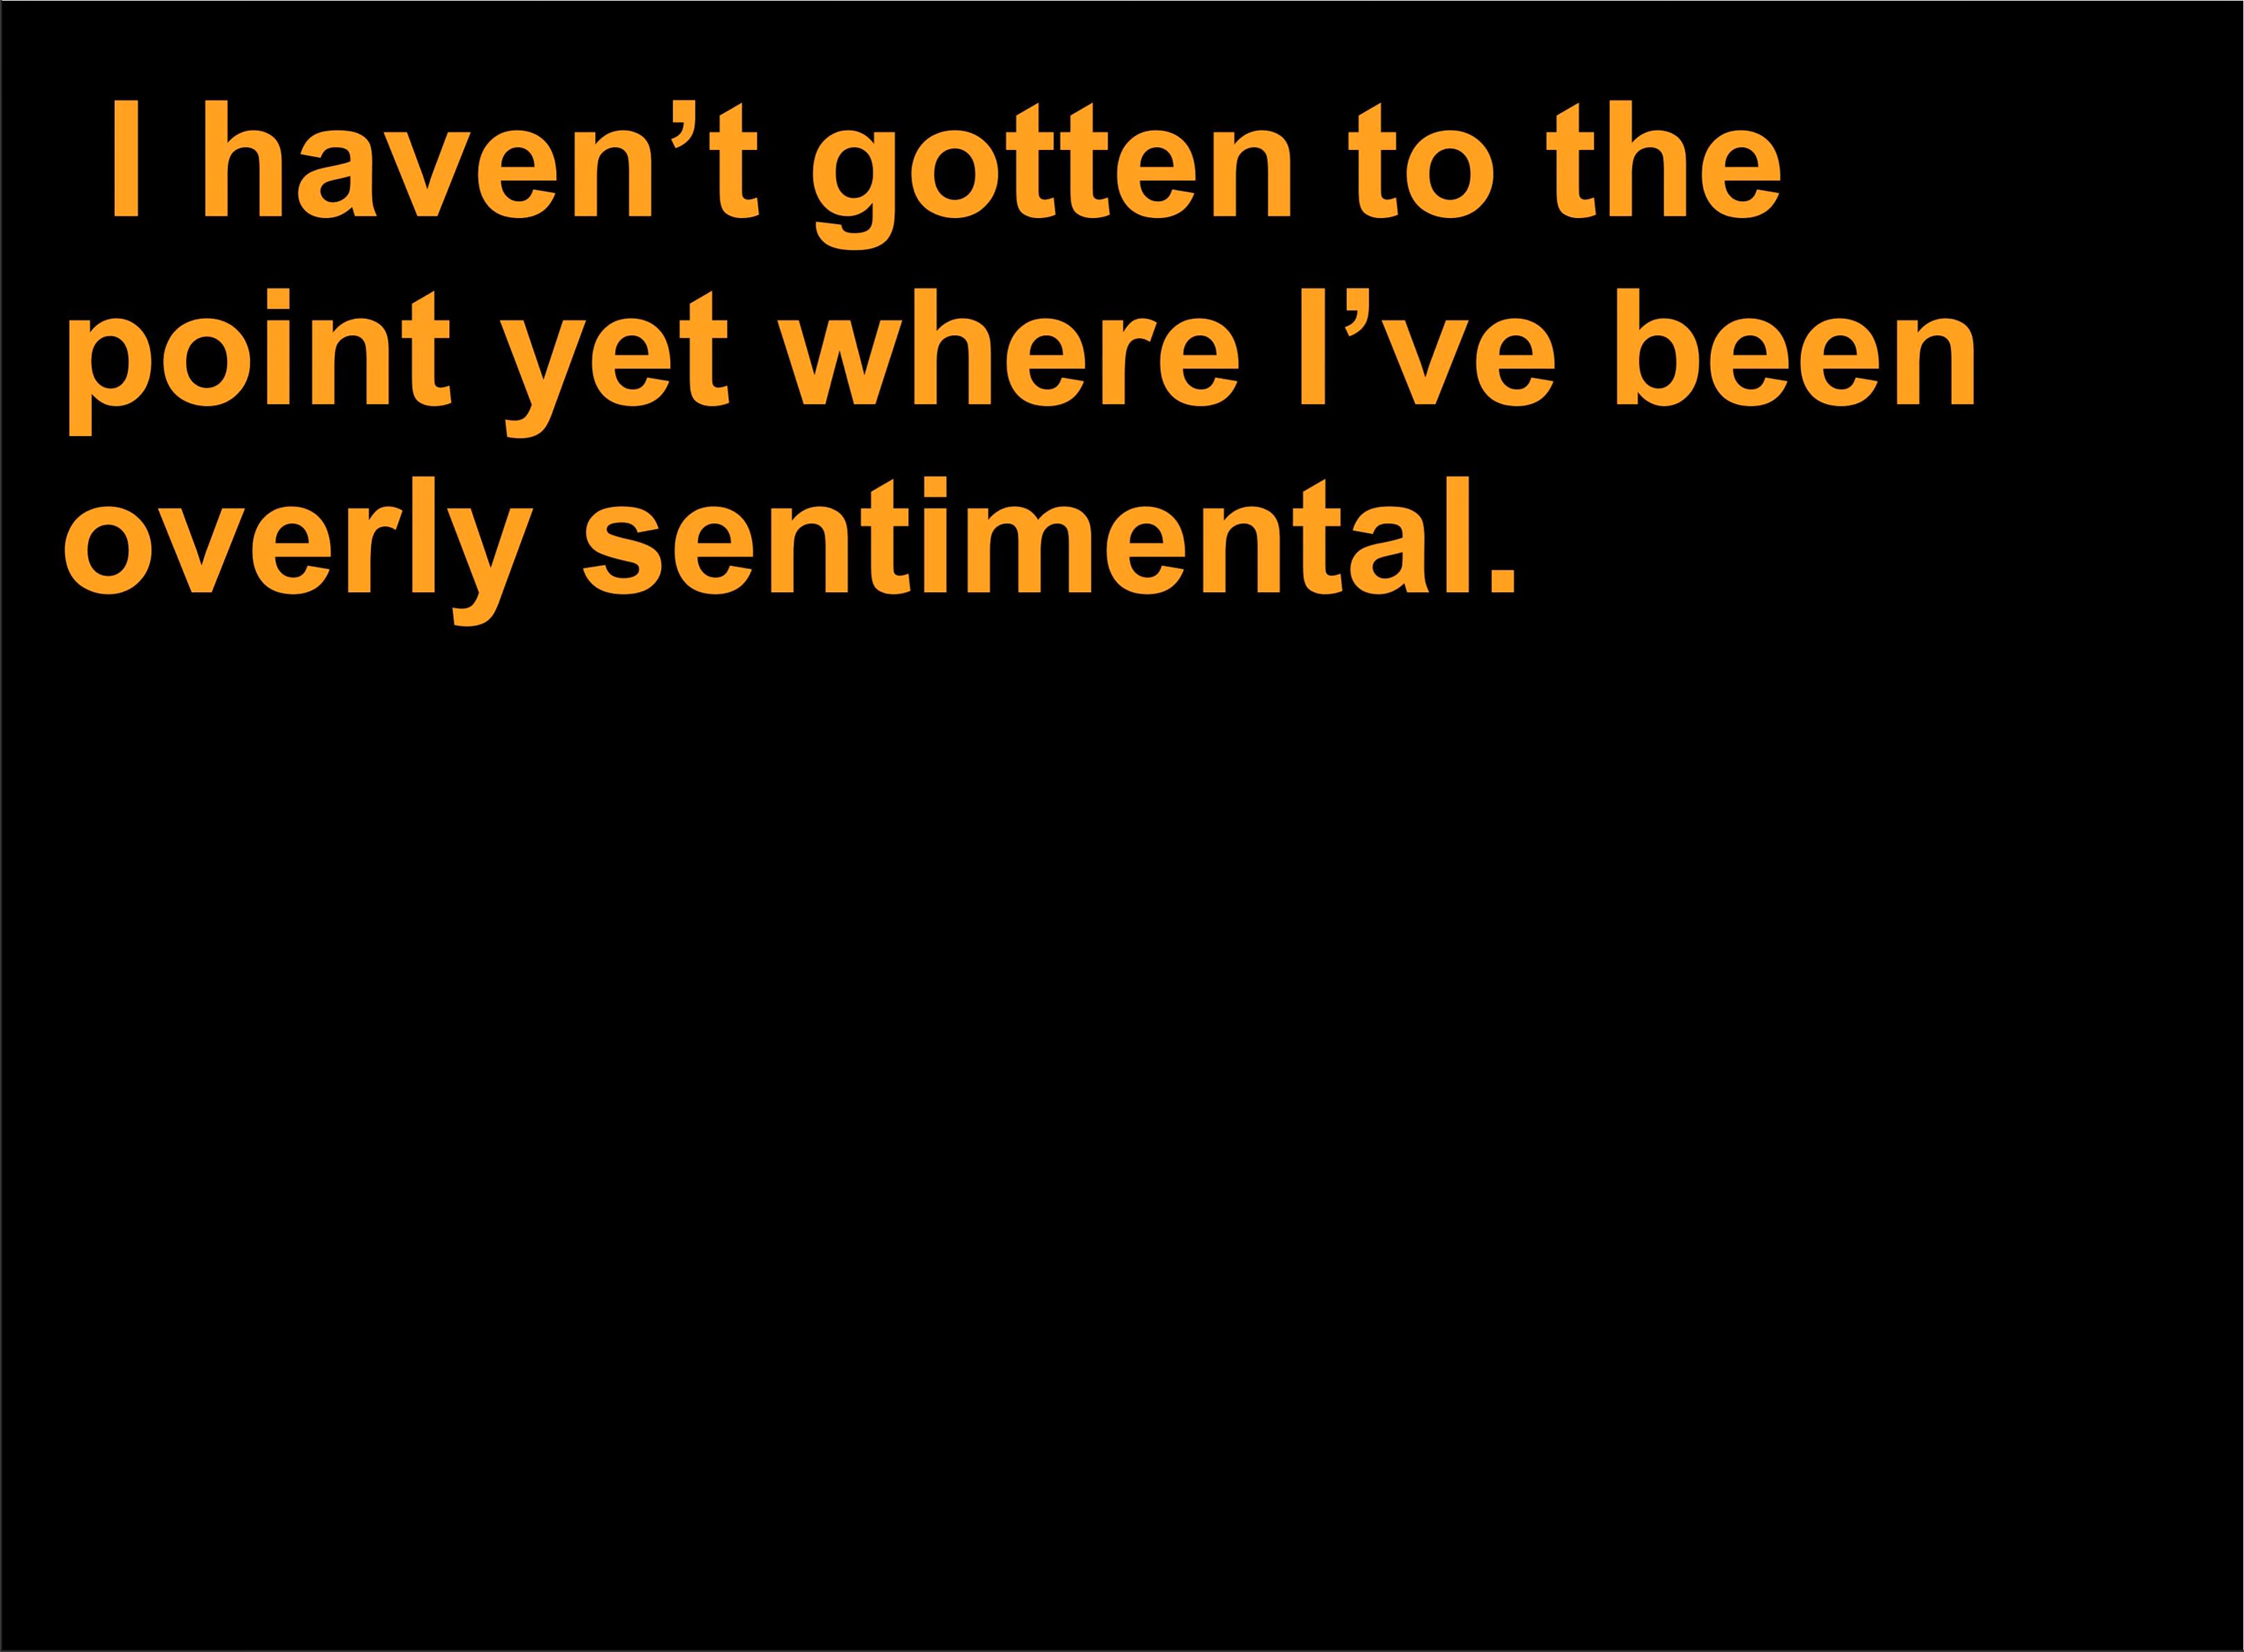 I haven’t gotten to the
point yet where I’ve been
overly sentimental.